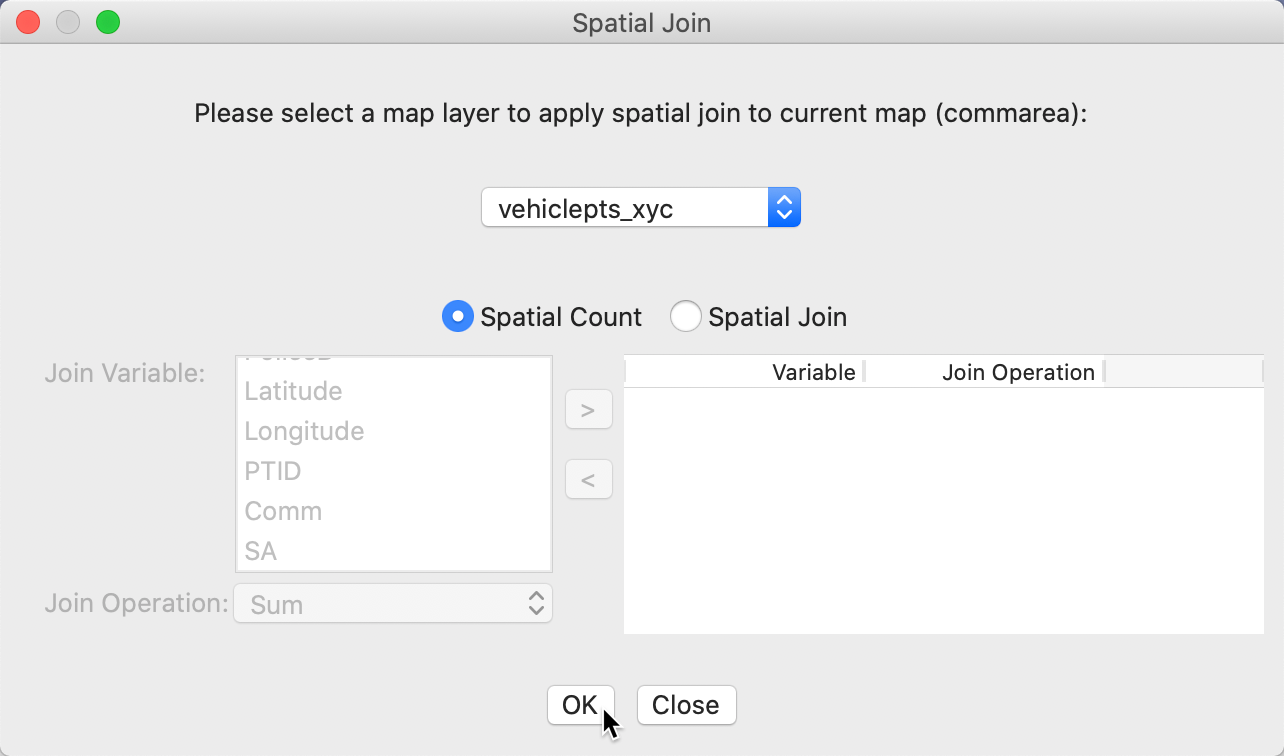 Spatial Join
Please select a map layer to apply spatial join to current map (commarea):
vehiclepts_xyc
Spatial Count Spatial Join
Join Variable:
Latitude
Longitude
PTID
Comm
SA
>
<
Variable Join Operation
Join Operation: Sum
OK Close